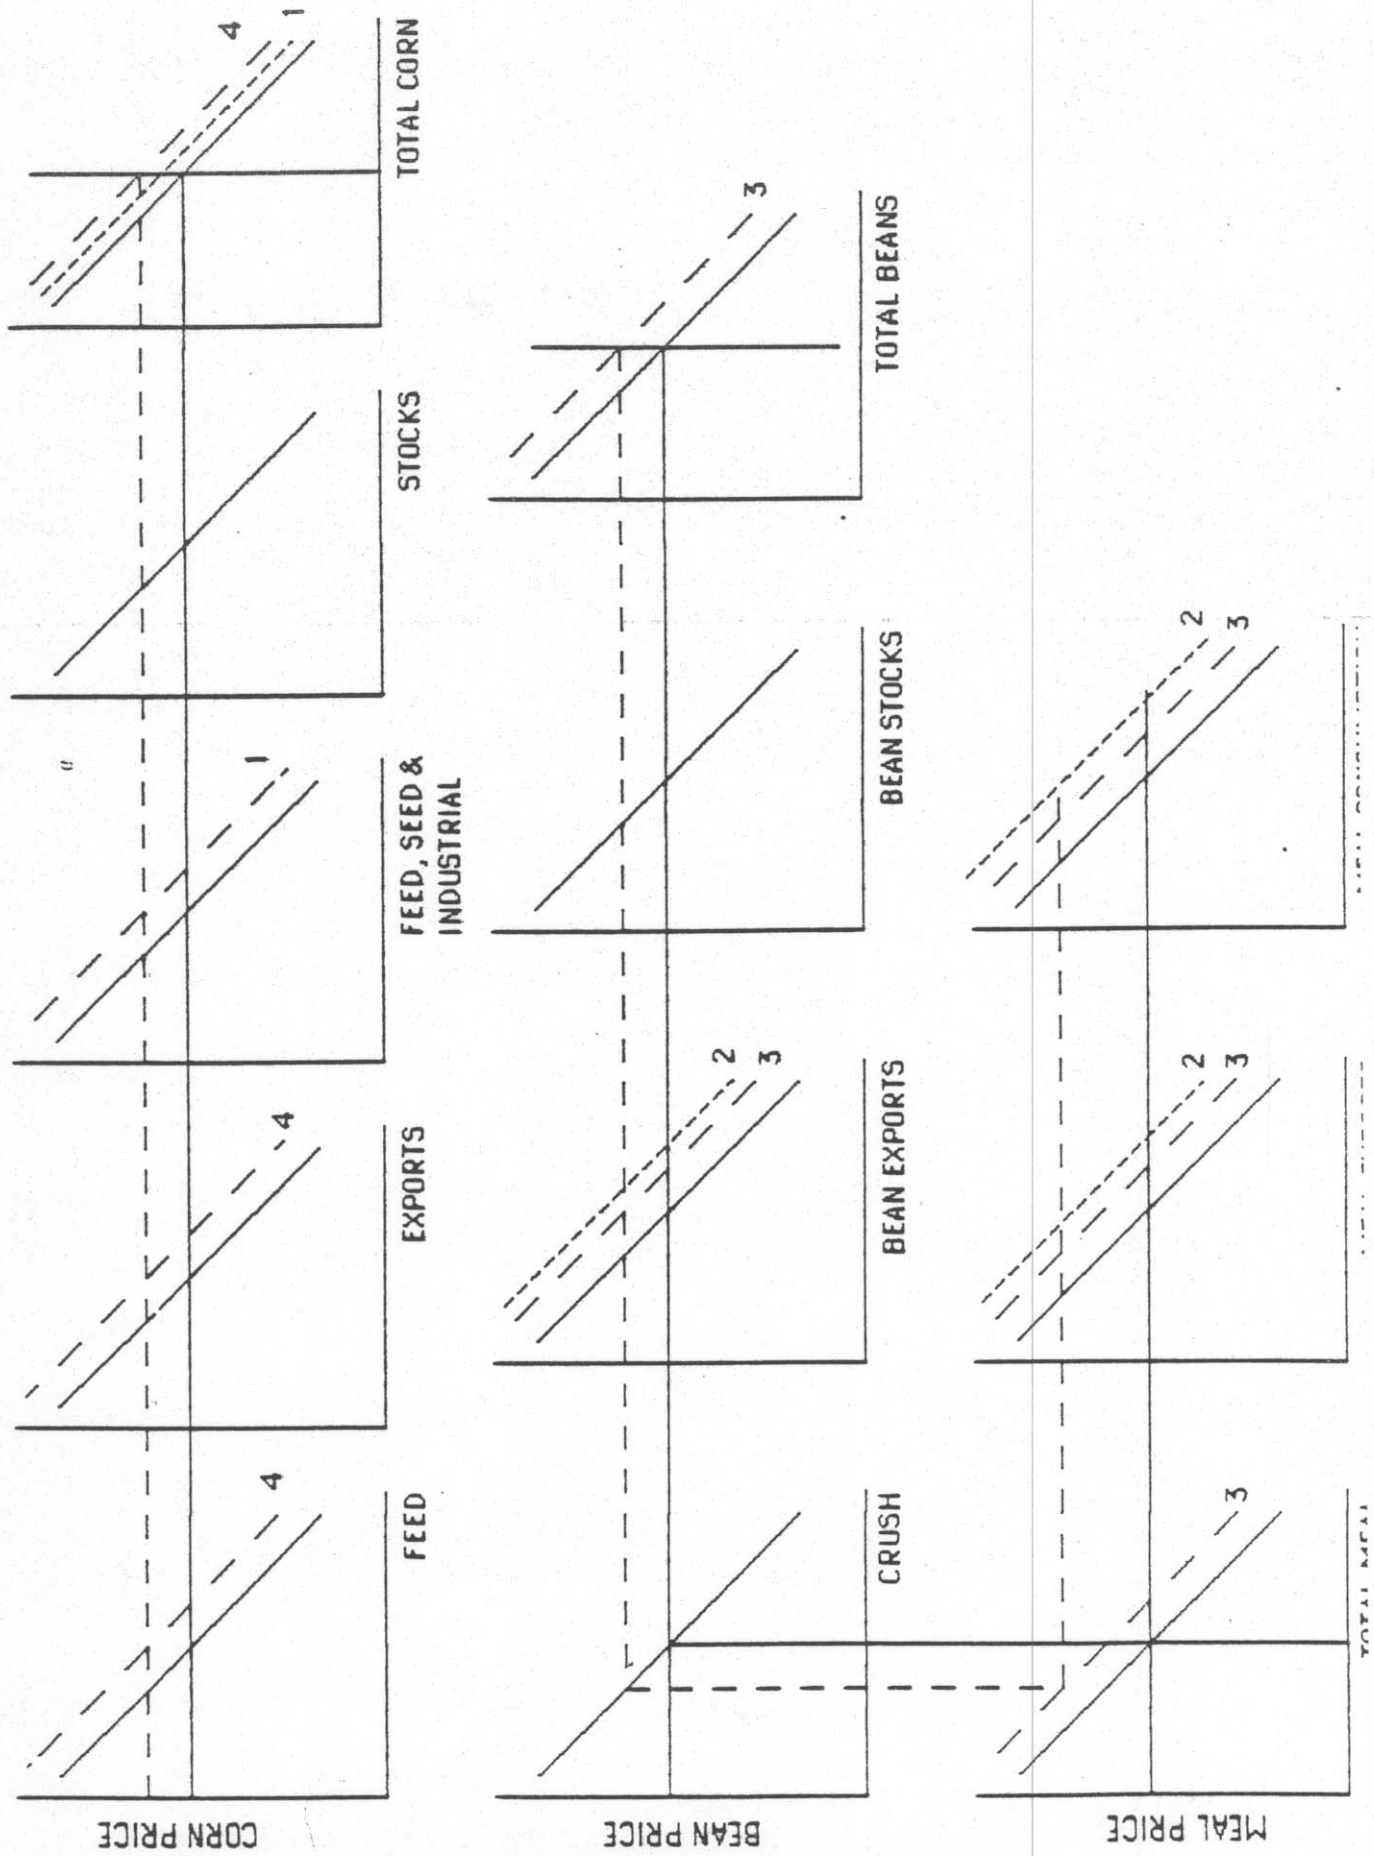 CORN PRICE
4
FEED
4
EXPORTS
1
FEED, SEED &
INDUSTRIAL
STOCKS
4
1
TOTAL CORN
BEAN PRICE
CRUSH
2
3
BEAN EXPORTS
BEAN STOCKS
3
TOTAL BEANS
MEAL PRICE
3
2
3
2
3